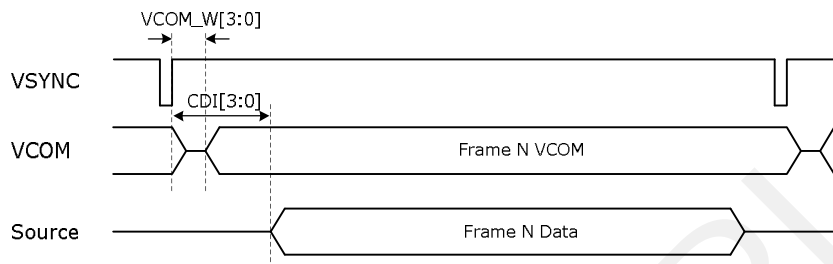 VCOM_W[3:0]
VSYNC
CDI[3:0]
VCOM
Frame N VCOM
Source
Frame N Data